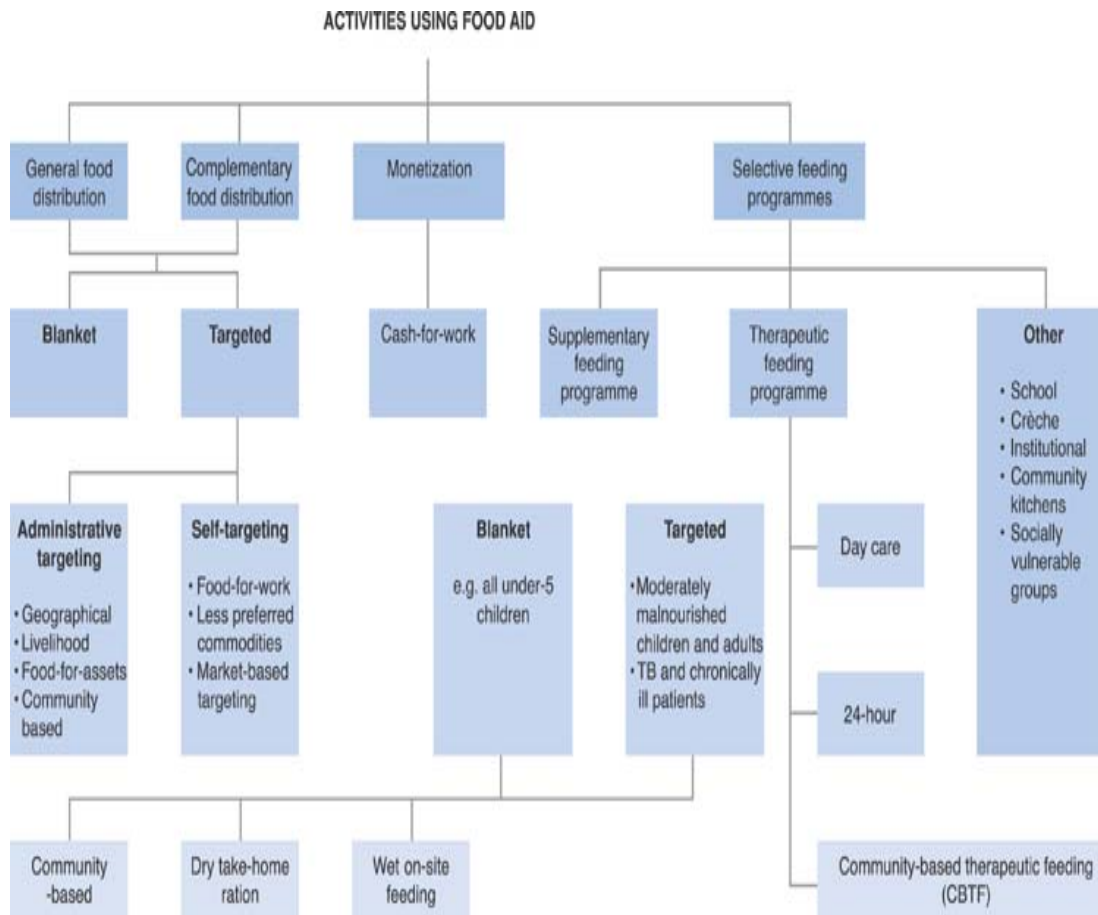 ACTIVITIES USING FOOD AID
General food
distribution
Complementary
food distribution
Monetization
Selective feeding
programmes
Blanket
Targeted
Cash-for-work
Supplementary
feeding
programme
Therapeutic
feeding
programme
Other
• School
• Crèche
• Institutional
• Community
kitchens
• Socially
vulnerable
groups
Administrative
targeting
• Geographical
• Livelihood
• Food-for-assets
• Community
based
Self-targeting
• Food-for-work
• Less preferred
commodities
• Market-based
targeting
Blanket
e.g. all under-5
children
Targeted
• Moderately
malnourished
children and adults
• TB and chronically
ill patients
Day care
24-hour
Community
-based
Dry take-home
ration
Wet on-site
feeding
Community-based therapeutic feeding
(CBTF)